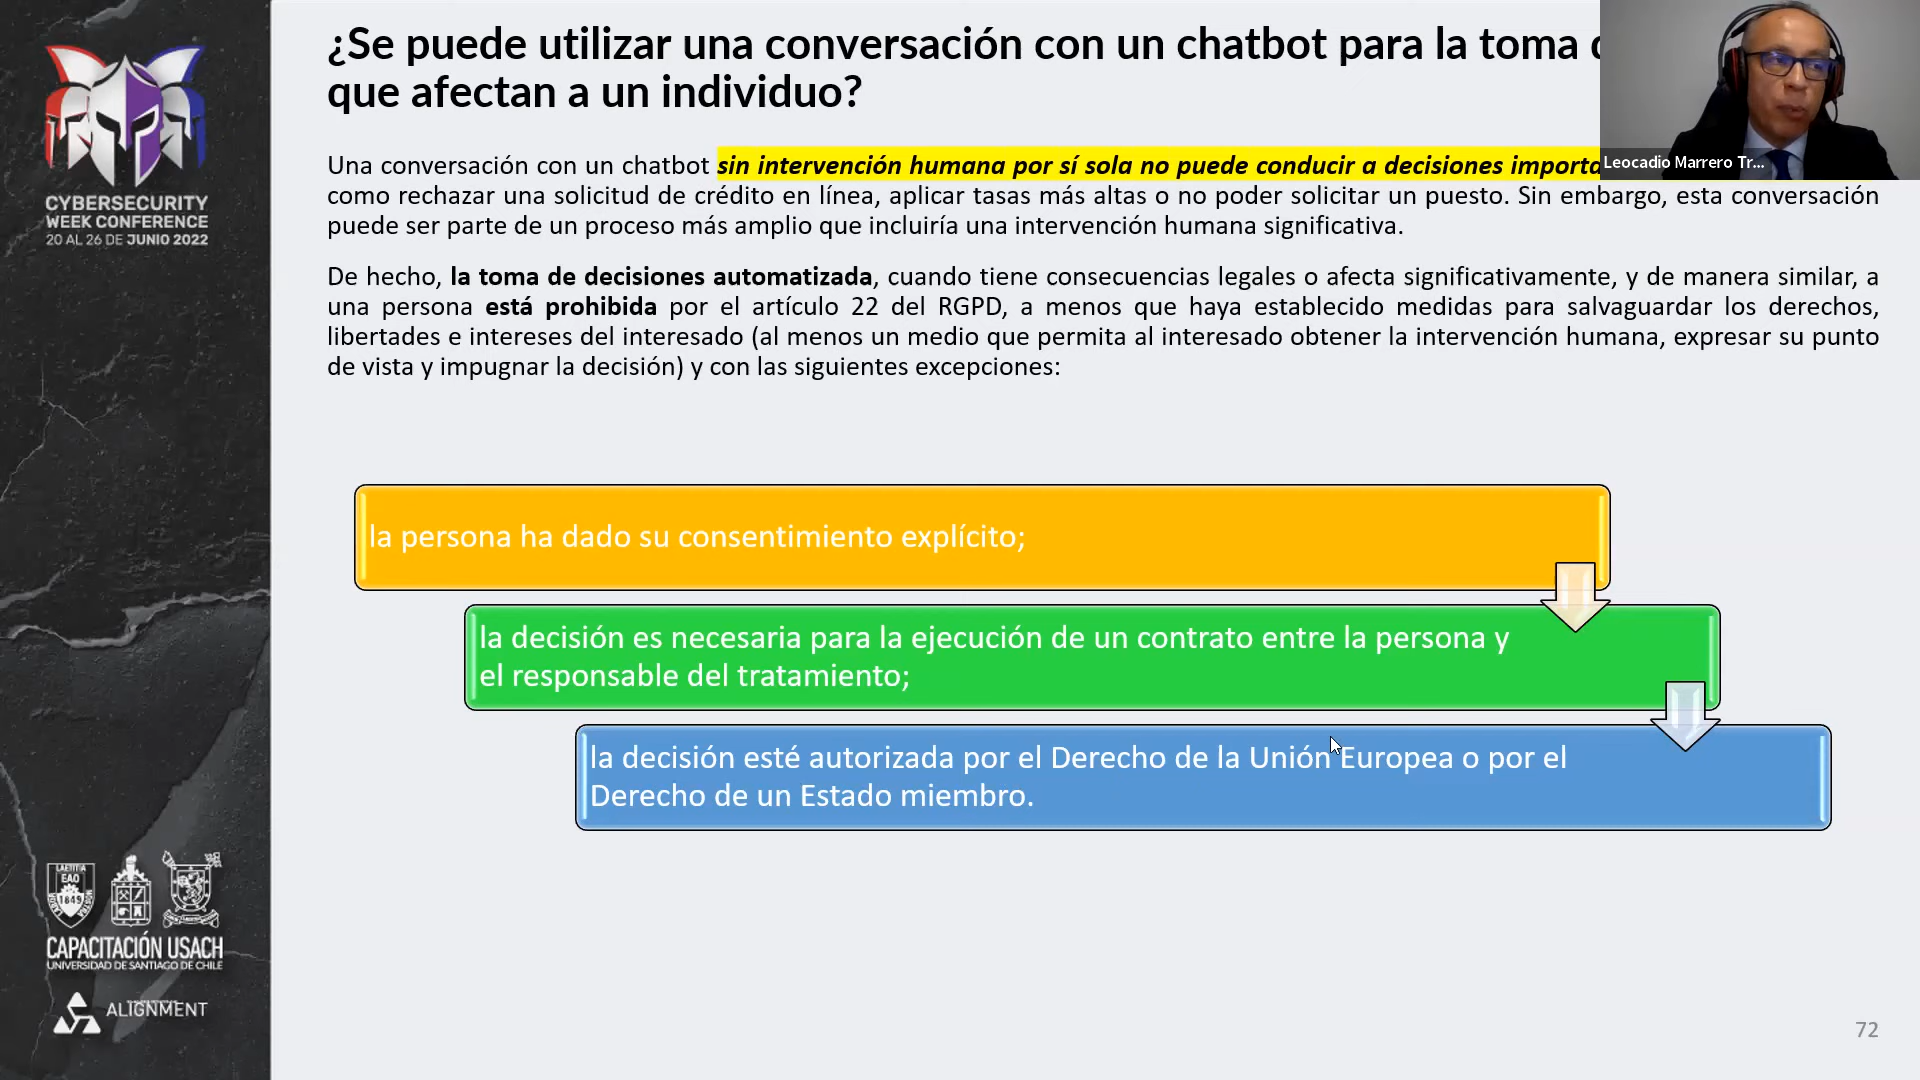 ¿Se puede utilizar una conversación con un chatbot para la toma
que afectan a un individuo?
Leocadio Marrero Tr...
Una conversación con un chatbot sin intervención humana por sí sola no puede conducir a decisiones
como rechazar una solicitud de crédito en línea, aplicar tasas más altas o no poder solicitar un puesto. Sin embargo, esta conversación
puede ser parte de un proceso más amplio que incluiría una intervención humana significativa.
De hecho, la toma de decisiones automatizada, cuando tiene consecuencias legales o afecta significativamente, y de manera similar, a
una persona está prohibida por el artículo 22 del RGPD, a menos que haya establecido medidas para salvaguardar los derechos,
libertades e intereses del interesado (al menos un medio que permita al interesado obtener la intervención humana, expresar su punto
de vista y impugnar la decisión) y con las siguientes excepciones:
la persona ha dado su consentimiento explícito;
la decisión es necesaria para la ejecución de un contrato entre la persona y
el responsable del tratamiento;
la decisión esté autorizada por el Derecho de la Unión Europea o por el
Derecho de un Estado miembro.
CYBERSECURITY
WEEK CONFERENCE
20 AL 26 DE JUNIO 2022
LAETITIA
EAO
1849
CAPACITACIÓN USACH
UNIVERSIDAD DE SANTIAGO DE CHILE
ALIGNMENT
72